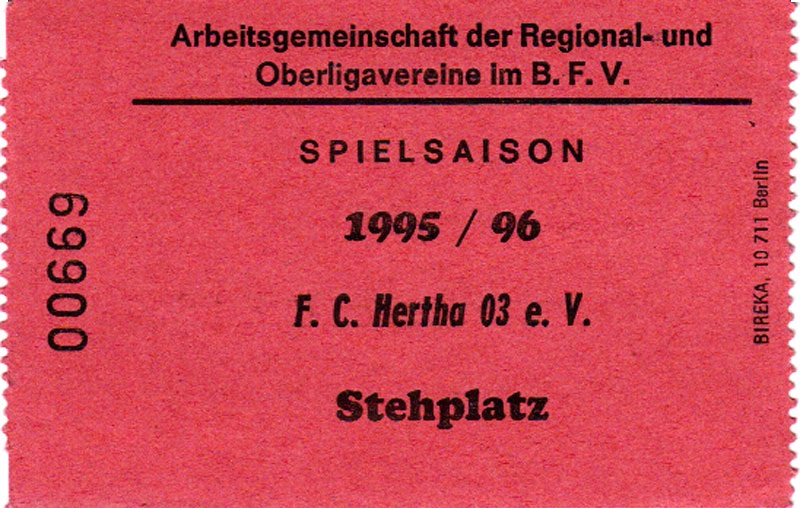 Arbeitsgemeinschaft der Regional- und
Oberligavereine im B. F. V.
SPIELSAISON
1995 / 96
F. C. Hertha 03 e. V.
Stehplatz
00669
BIREKA, 10 711 Berlin